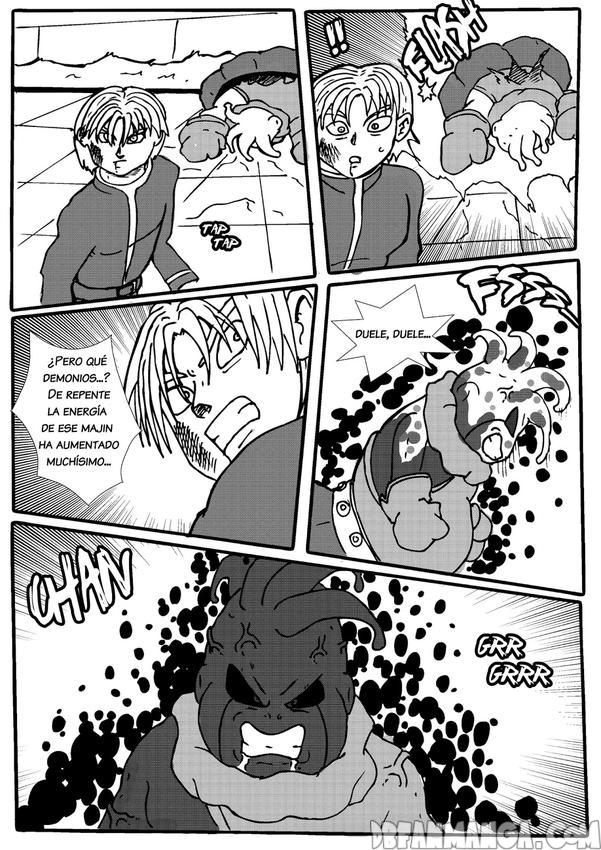 TAP
TAP
!!
FLASH
¿PERO QUÉ
DEMONIOS...?
DE REPENTE
LA ENERGÍA
DE ESE MAJIN
HA AUMENTADO
MUCHÍSIMO...
FSSSS
DUELE, DUELE...
CHAN
GRR
GRRR
DBFANMANGA.COM